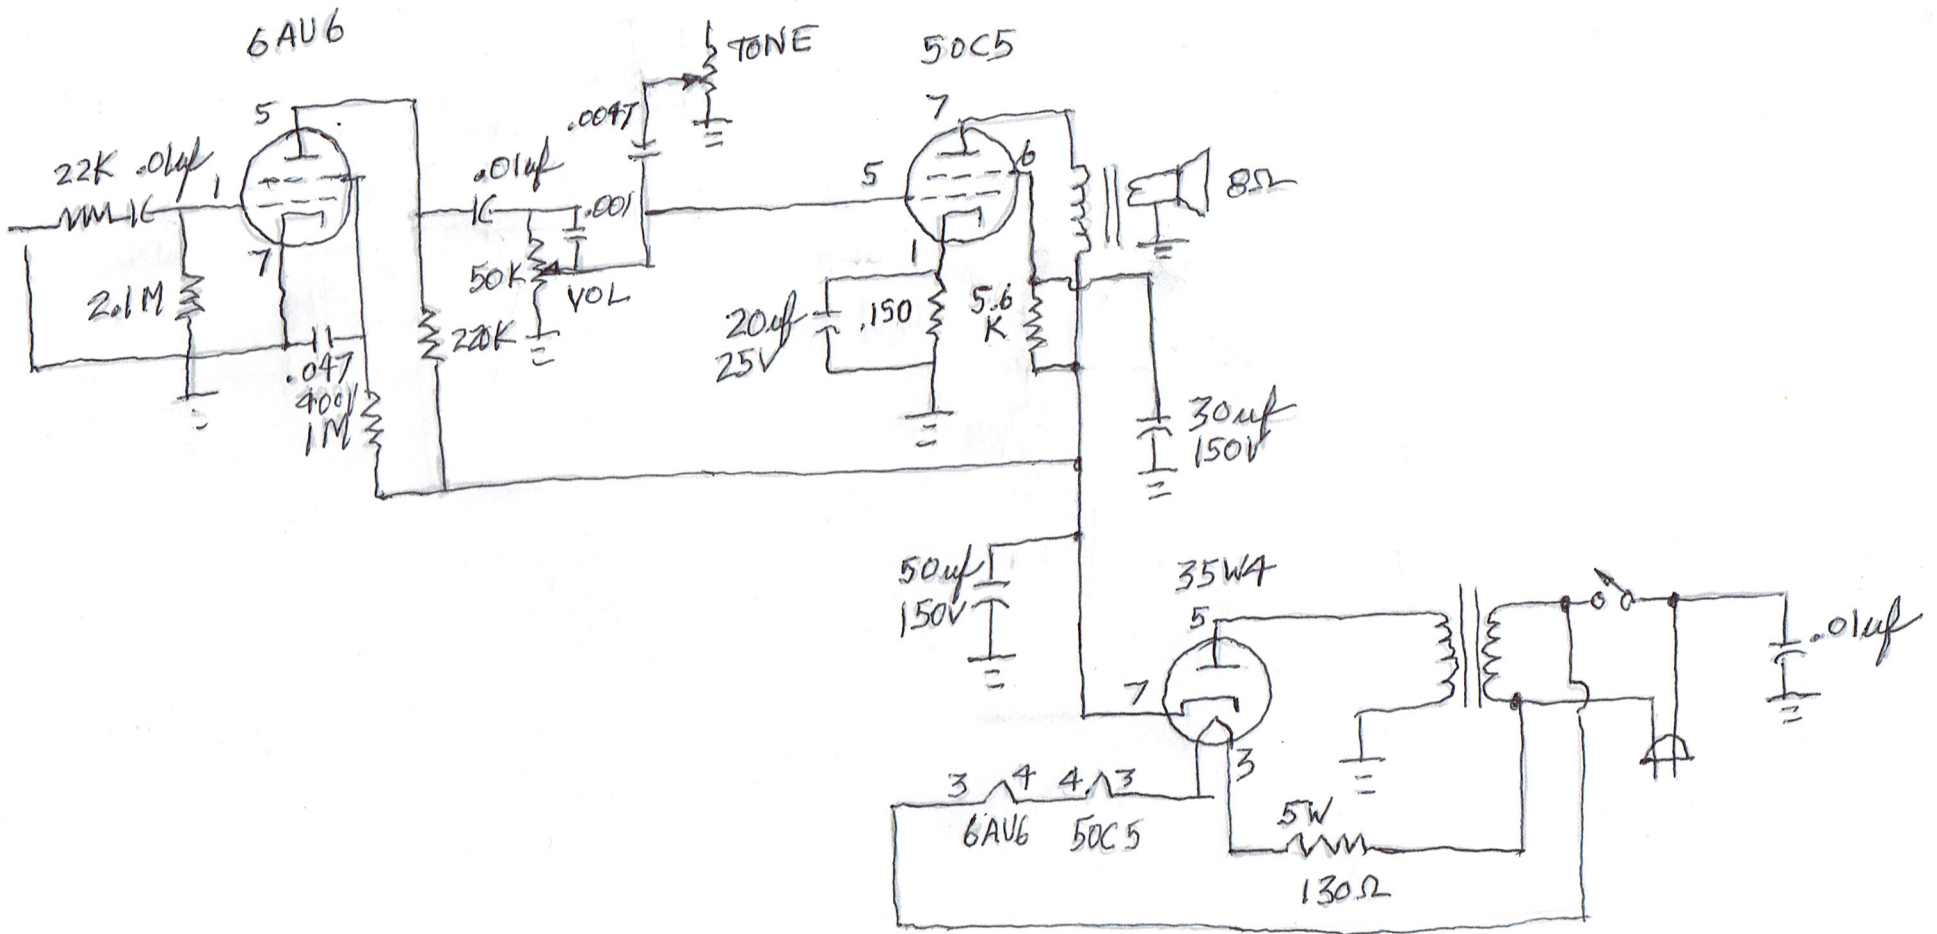 6AU6
TONE
50C5
5
7
.0047
22K .01uf
1
.01uf
5
6
.001
8Ω
7
50K
VOL
1
2.1M
20uf
25V
.150
5.6
K
220K
.047
400V
1M
30uf
150V
50uf
150V
35W4
5
.01uf
7
3
3 4 4 3
6AU6 50C5
5W
130Ω